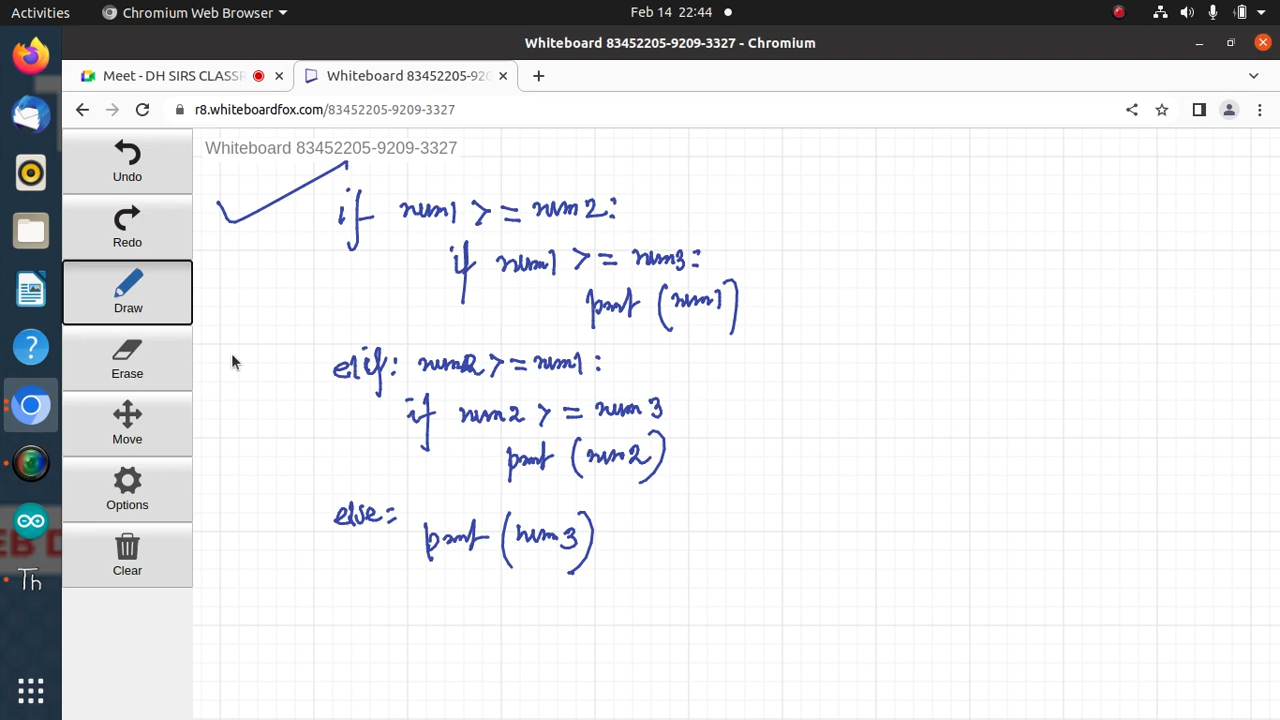 Activities
Chromium Web Browser
Feb 14 22:44
Whiteboard 83452205-9209-3327 - Chromium
Meet - DH SIRS CLASSR
Whiteboard 83452205-920
r8.whiteboardfox.com/83452205-9209-3327
Undo
Redo
Draw
Erase
Move
Options
Clear
Whiteboard 83452205-9209-3327
if num1 >= num2:
if num1 >= num3:
print (num1)
elif: num2 >= num1:
if num2 >= num3
print (num2)
else:
print (num3)
Th